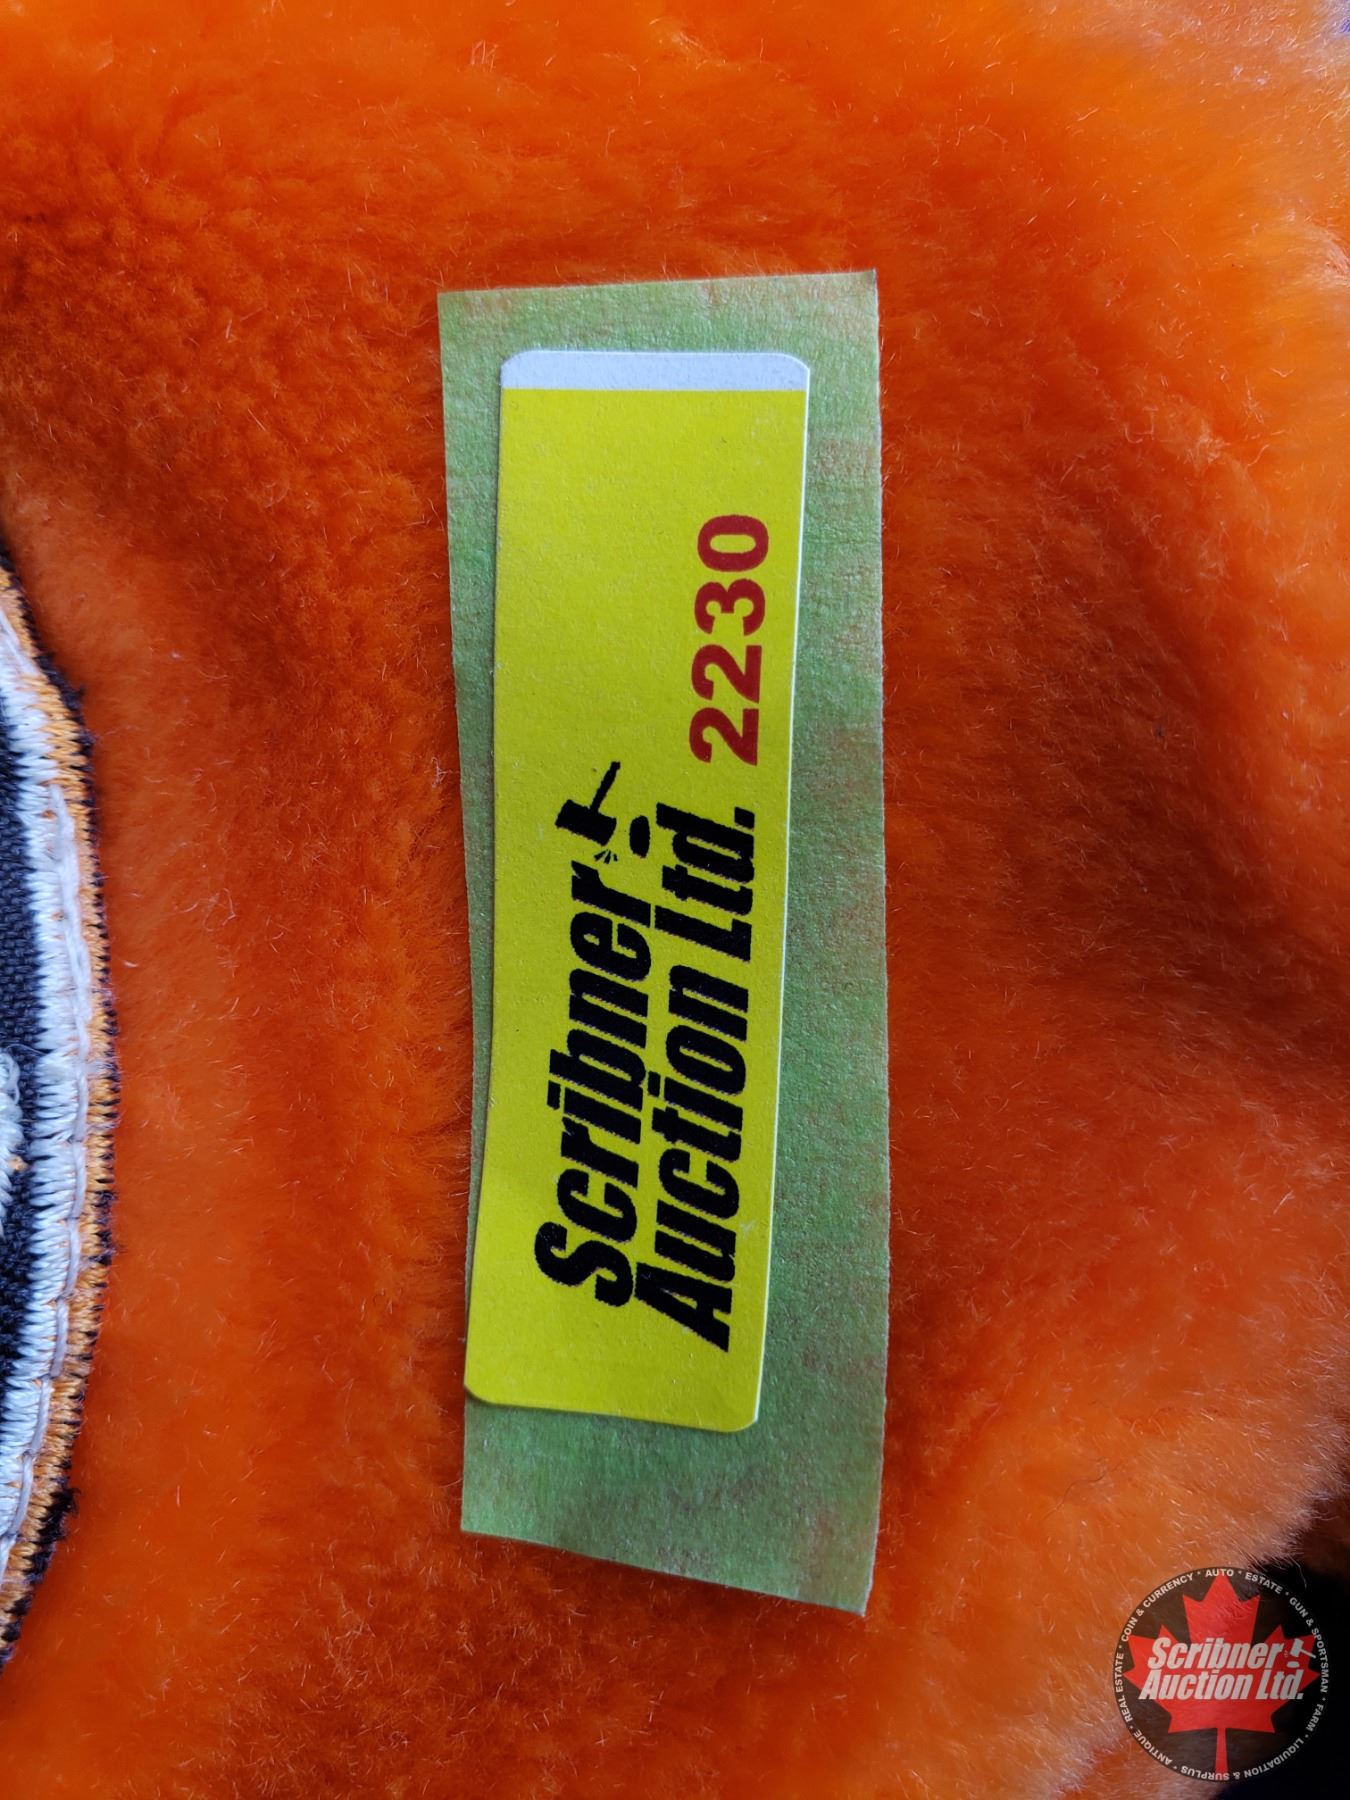 Scribner
Auction Ltd. 2230
COIN & CURRENCY • AUTO • ESTATE • GUN & SPORTSMAN • FARM • LIQUIDATION & SURPLUS • ANTIQUE • REAL ESTATE •
Scribner
Auction Ltd.